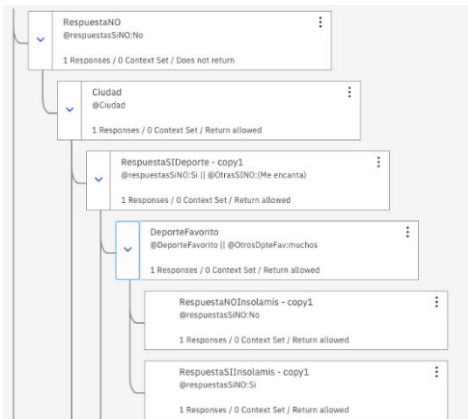 RespuestaNO
@respuestasSiNO:No
1 Responses / 0 Context Set / Does not return
Ciudad
@Ciudad
1 Responses / 0 Context Set / Return allowed
RespuestaSIDeporte - copy1
@respuestasSiNO:Si || @OtrasSINO:(Me encanta)
1 Responses / 0 Context Set / Return allowed
DeporteFavorito
@DeporteFavorito || @OtrosDpteFav:muchos
1 Responses / 0 Context Set / Return allowed
RespuestaNOInsolamis - copy1
@respuestasSiNO:No
1 Responses / 0 Context Set / Return allowed
RespuestaSIInsolamis - copy1
@respuestasSiNO:Si
1 Responses / 0 Context Set / Return allowed